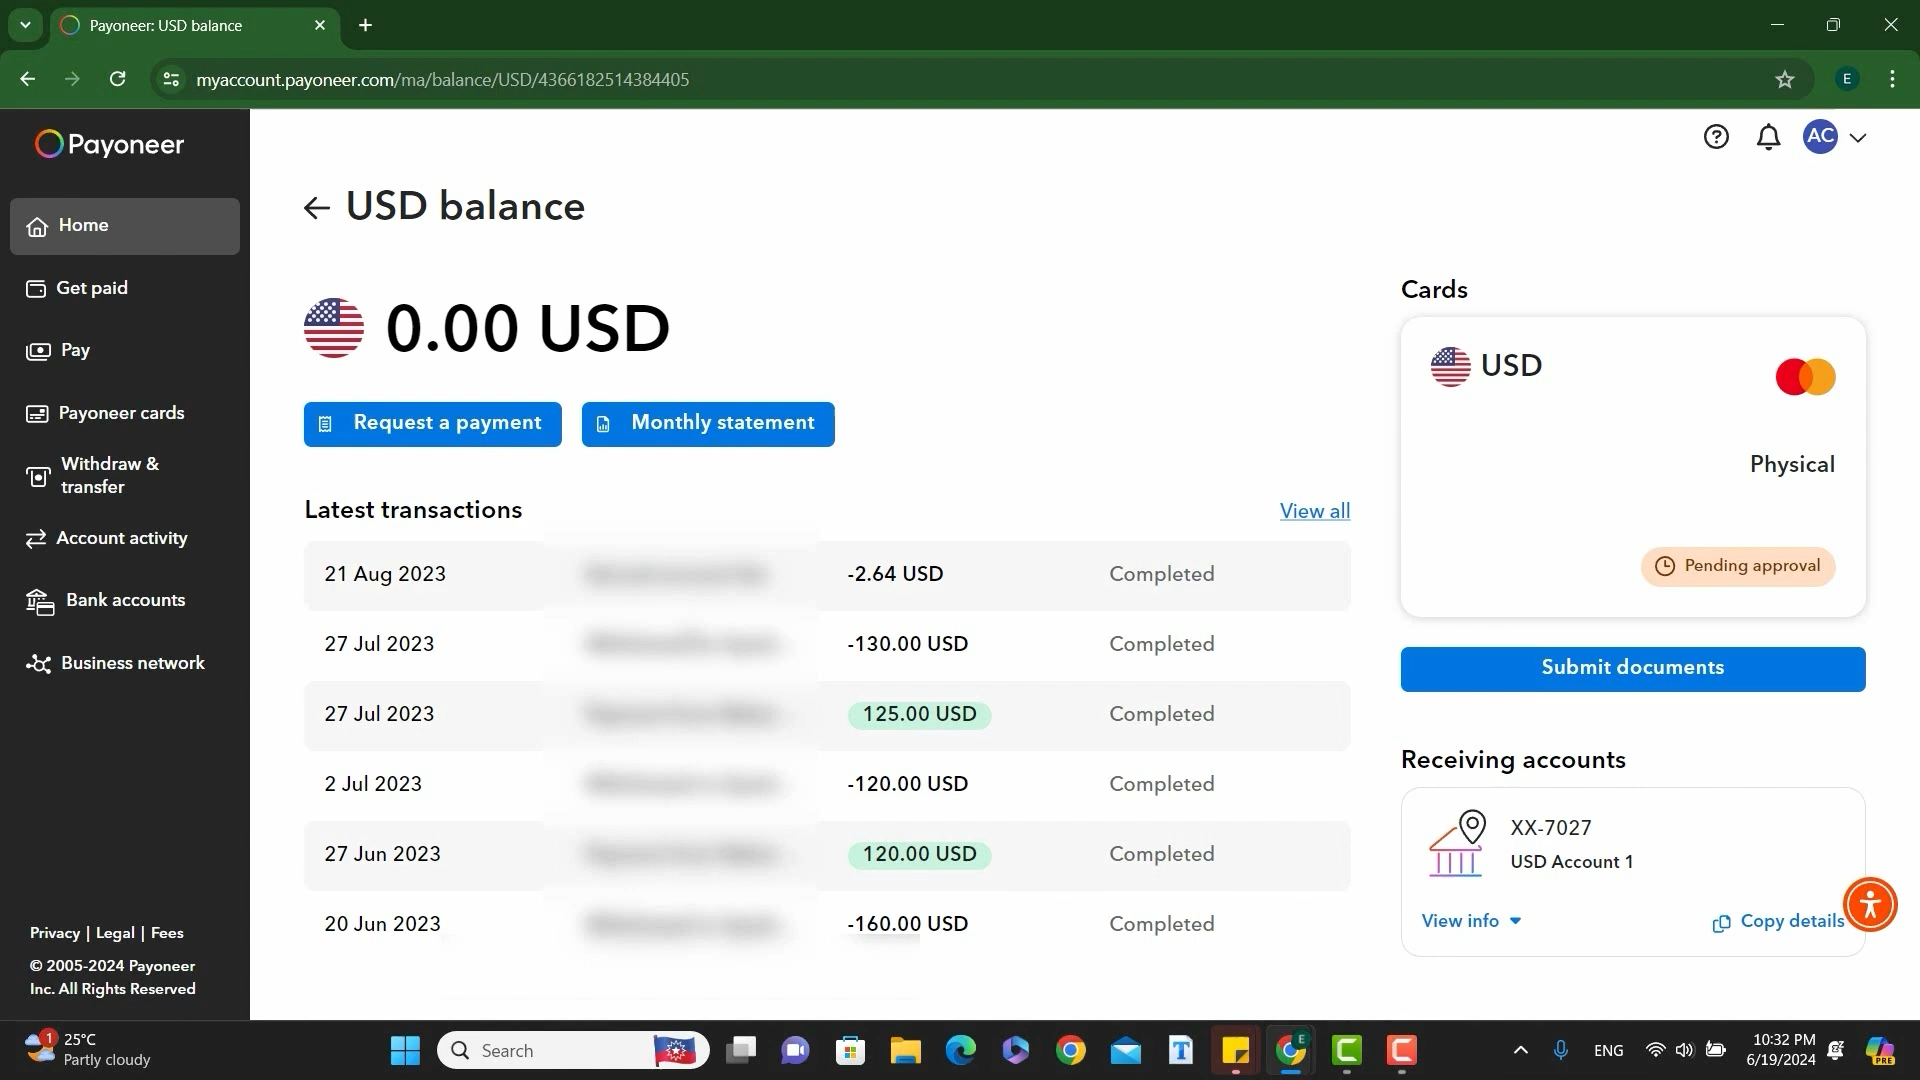 Payoneer: USD balance
myaccount.payoneer.com/ma/balance/USD/4366182514384405
E
Payoneer
AC
Home
Get paid
Pay
Payoneer cards
Withdraw &
transfer
Account activity
Bank accounts
Business network
Privacy | Legal | Fees
© 2005-2024 Payoneer
Inc. All Rights Reserved
USD balance
0.00 USD
Request a payment
Monthly statement
Latest transactions
View all
21 Aug 2023 -2.64 USD Completed
27 Jul 2023 -130.00 USD Completed
27 Jul 2023 125.00 USD Completed
2 Jul 2023 -120.00 USD Completed
27 Jun 2023 120.00 USD Completed
20 Jun 2023 -160.00 USD Completed
Cards
USD
Physical
Pending approval
Submit documents
Receiving accounts
XX-7027
USD Account 1
View info
Copy details
1
25°C
Partly cloudy
Search
T
E
C
C
ENG
10:32 PM
6/19/2024
PRE